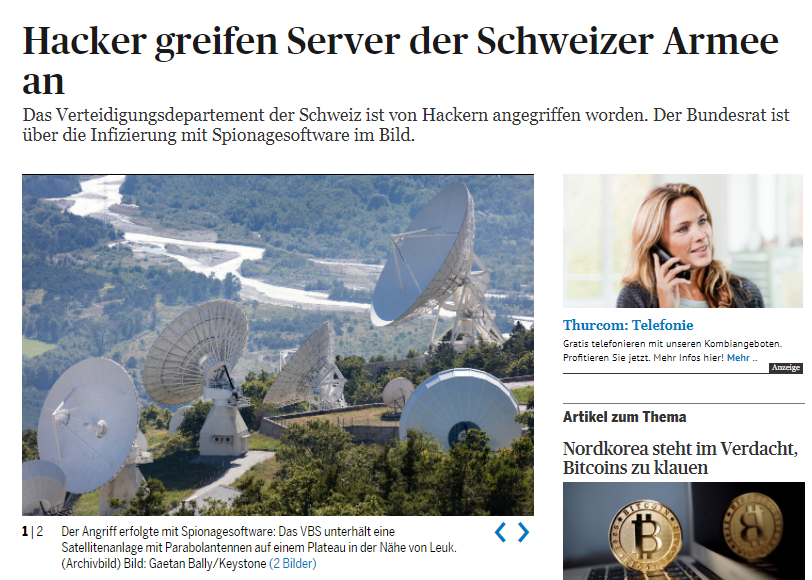 Hacker greifen Server der Schweizer Armee
an
Das Verteidigungsdepartement der Schweiz ist von Hackern angegriffen worden. Der Bundesrat ist
über die Infizierung mit Spionagesoftware im Bild.
1 | 2 Der Angriff erfolgte mit Spionagesoftware: Das VBS unterhält eine
Satellitenanlage mit Parabolantennen auf einem Plateau in der Nähe von Leuk.
(Archivbild) Bild: Gaetan Bally/Keystone (2 Bilder)
Thurcom: Telefonie
Gratis telefonieren mit unseren Kombiangeboten.
Profitieren Sie jetzt. Mehr Infos hier! Mehr ..
Anzeige
Artikel zum Thema
Nordkorea steht im Verdacht,
Bitcoins zu klauen
BITCOIN